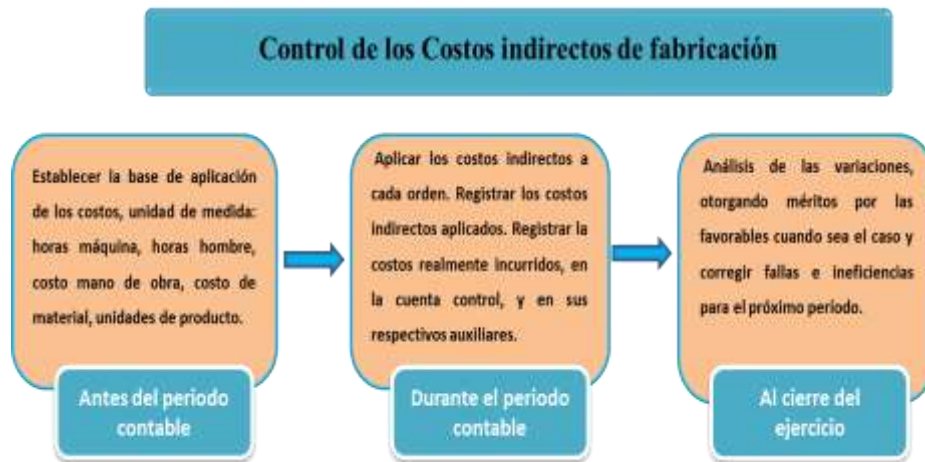 Control de los Costos indirectos de fabricación
Establecer la base de aplicación
de los costos, unidad de medida:
horas máquina, horas hombre,
costo mano de obra, costo de
material, unidades de producto.
Antes del periodo
contable
Aplicar los costos indirectos a
cada orden. Registrar los costos
indirectos aplicados. Registrar la
costos realmente incurridos, en
la cuenta control, y en sus
respectivos auxiliares.
Durante el periodo
contable
Análisis de las variaciones,
otorgando méritos por las
favorables cuando sea el caso y
corregir fallas e ineficiencias
para el próximo período.
Al cierre del
ejercicio